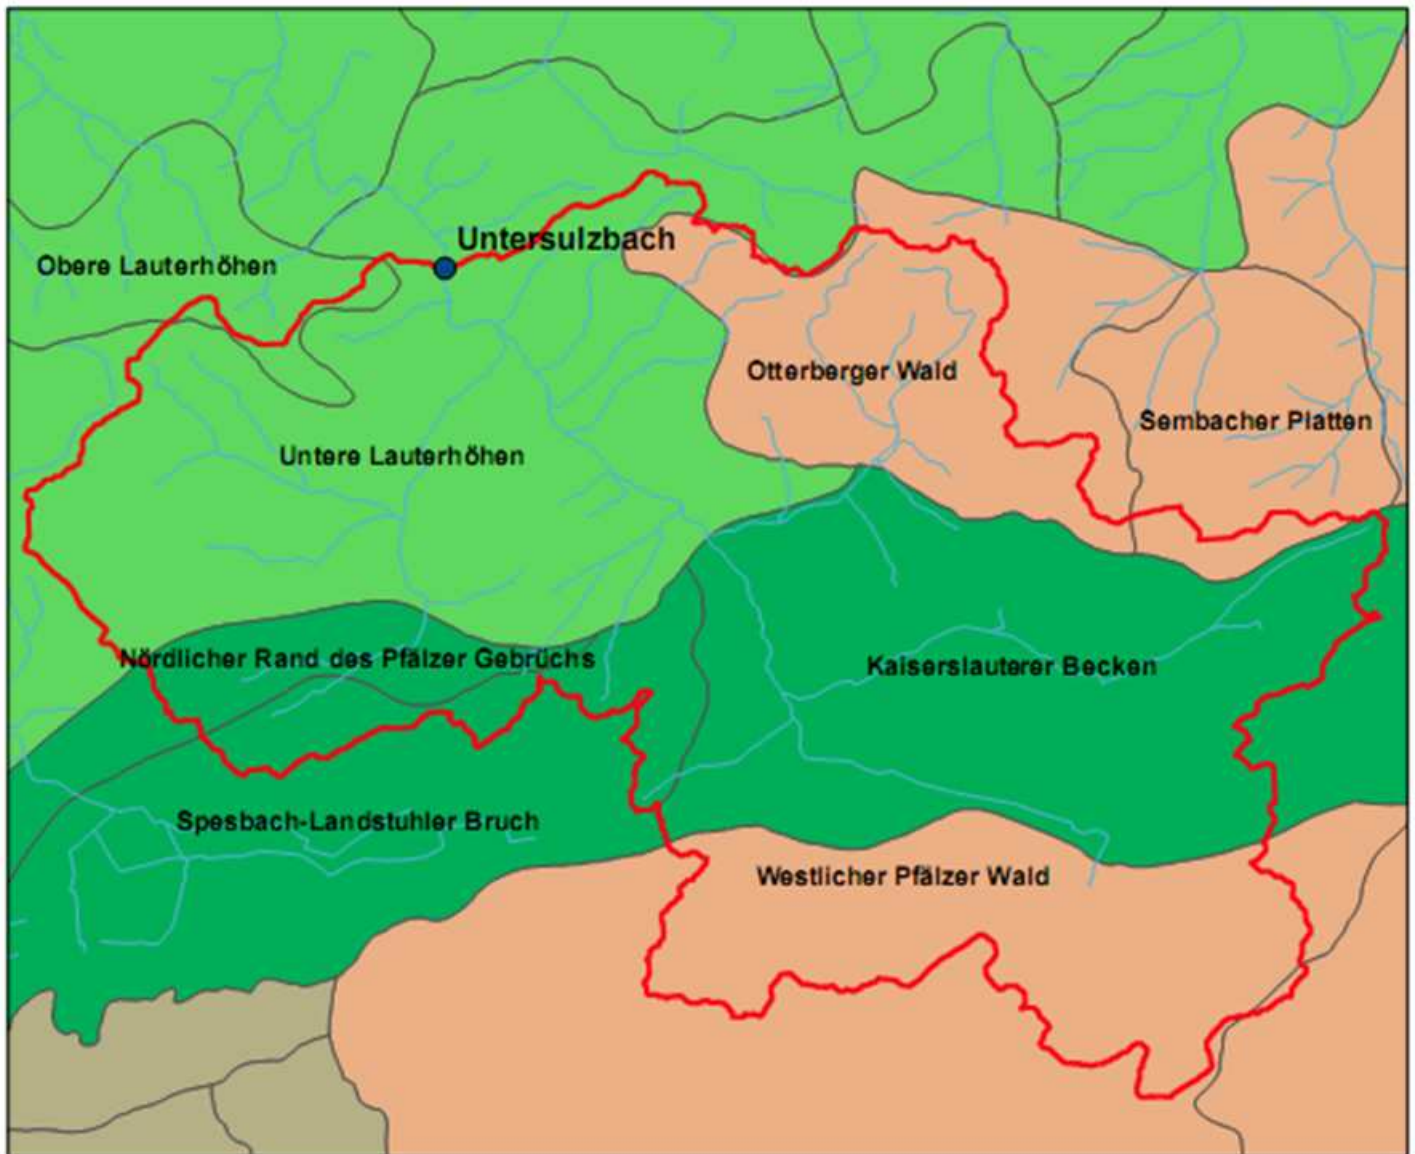 Untersulzbach
Obere Lauterhöhen
Otterberger Wald
Sembacher Platten
Untere Lauterhöhen
Nördlicher Rand des Pfälzer Gebrüchs
Kaiserslauterer Becken
Spesbach-Landstuhler Bruch
Westlicher Pfälzer Wald